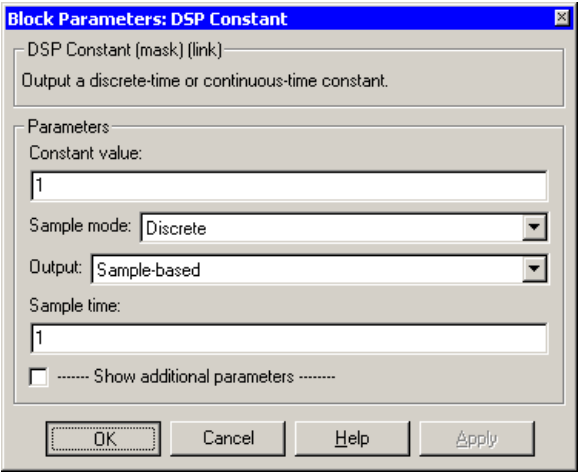 Block Parameters: DSP Constant
DSP Constant (mask) (link)
Output a discrete-time or continuous-time constant.
Parameters
Constant value:
1
Sample mode: Discrete
Output: Sample-based
Sample time:
1
------- Show additional parameters --------
OK Cancel Help Apply